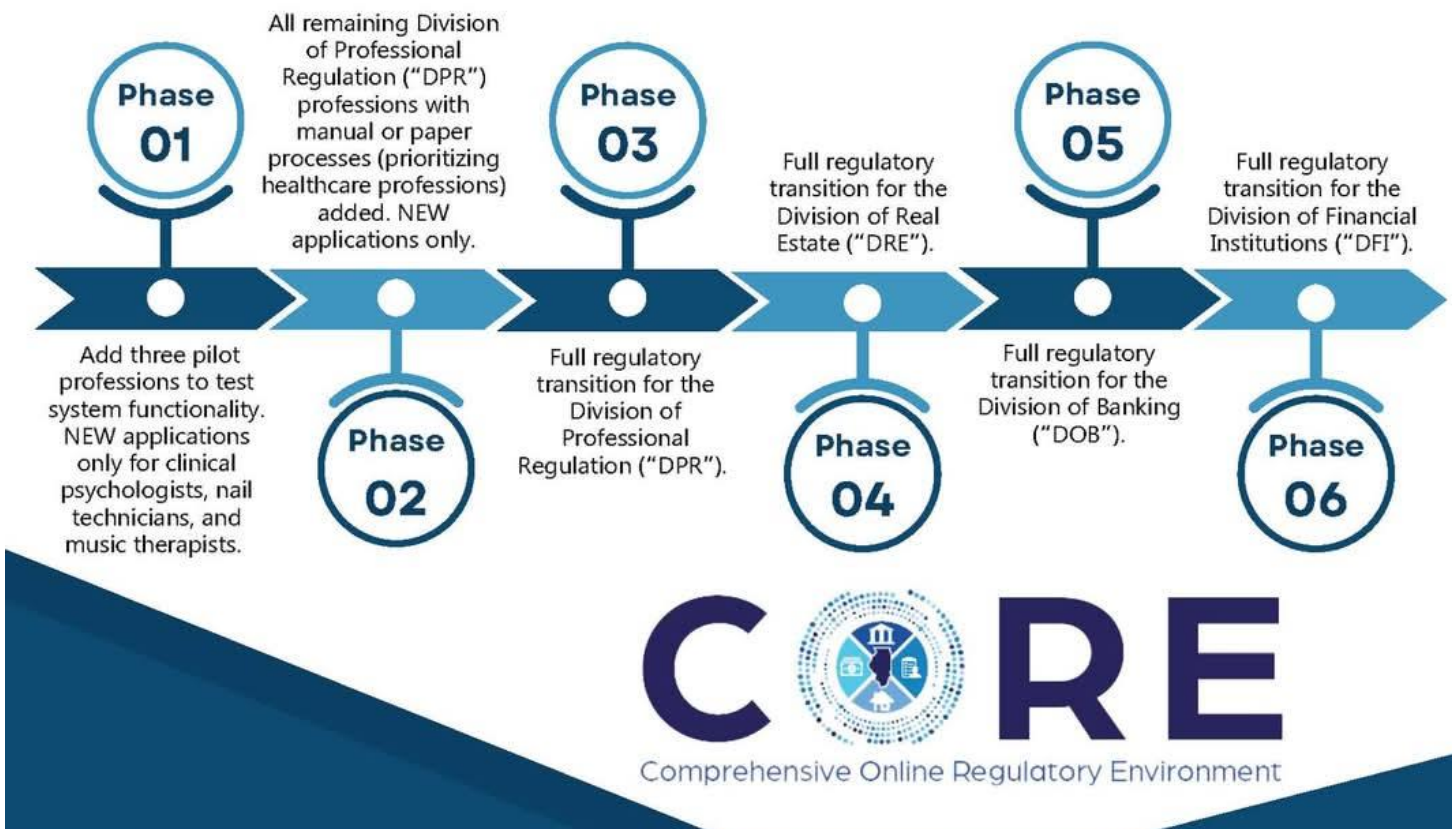 Phase
01
Add three pilot
professions to test
system functionality.
NEW applications
only for clinical
psychologists, nail
technicians, and
music therapists.
All remaining Division
of Professional
Regulation (“DPR”)
professions with
manual or paper
processes (prioritizing
healthcare professions)
added. NEW
applications only.
Phase
02
Phase
03
Full regulatory
transition for the
Division of
Professional
Regulation (“DPR”).
Full regulatory
transition for the
Division of Real
Estate (“DRE”).
Phase
04
Phase
05
Full regulatory
transition for the
Division of Banking
(“DOB”).
Full regulatory
transition for the
Division of Financial
Institutions (“DFI”).
Phase
06
CORE
Comprehensive Online Regulatory Environment